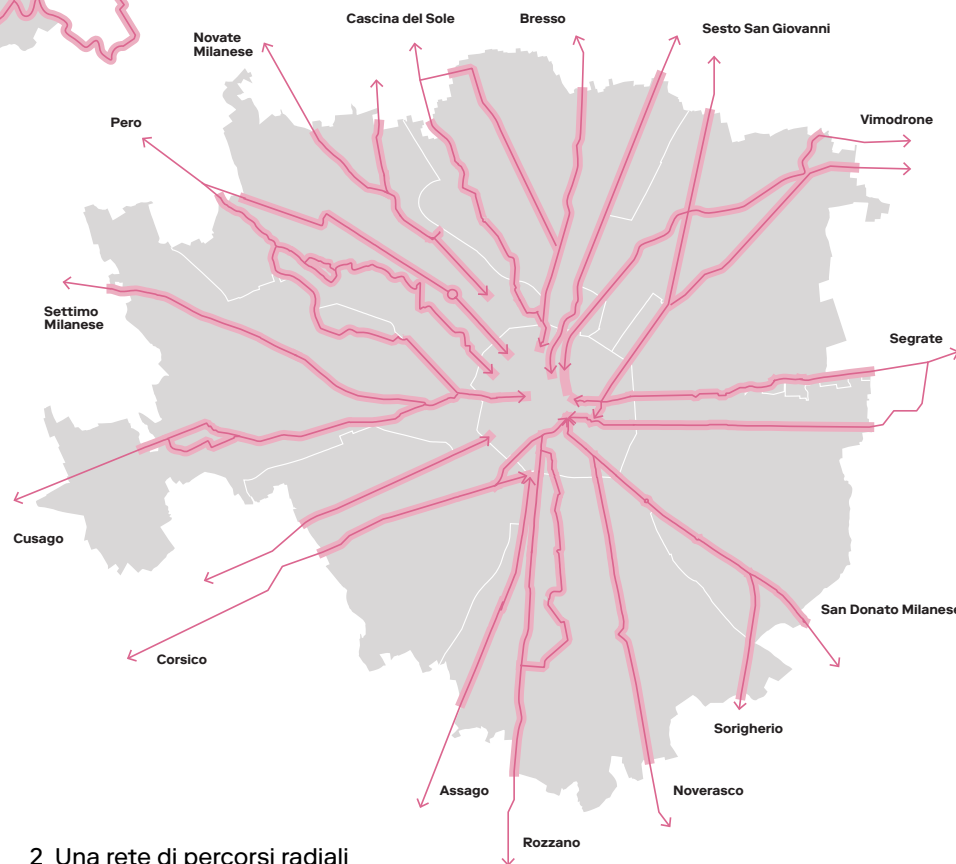 Cascina del Sole
Bresso
Sesto San Giovanni
Novate
Milanese
Pero
Vimodrone
Settimo
Milanese
Segrate
Cusago
Corsico
San Donato Milanese
Sorigherio
Assago
Noverasco
Rozzano
2 Una rete di percorsi radiali